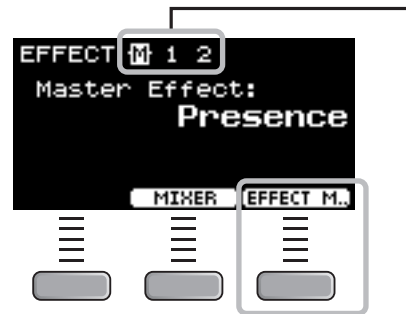 EFFECT M 1 2
Master Effect:
Presence
MIXER EFFECT M..